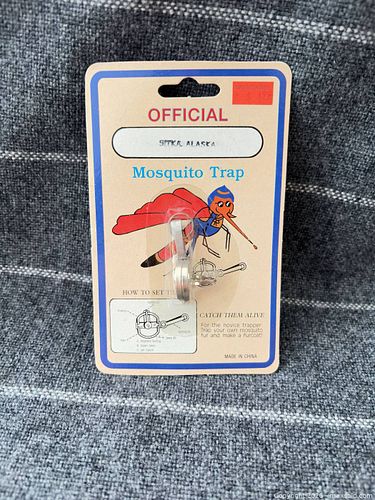 OFFICIAL
SITKA, ALASKA
Mosquito Trap
HOW TO SET
CATCH THEM ALIVE
For the novice trapper
Trap your own mosquito
fur and make a furcoat!
MADE IN CHINA